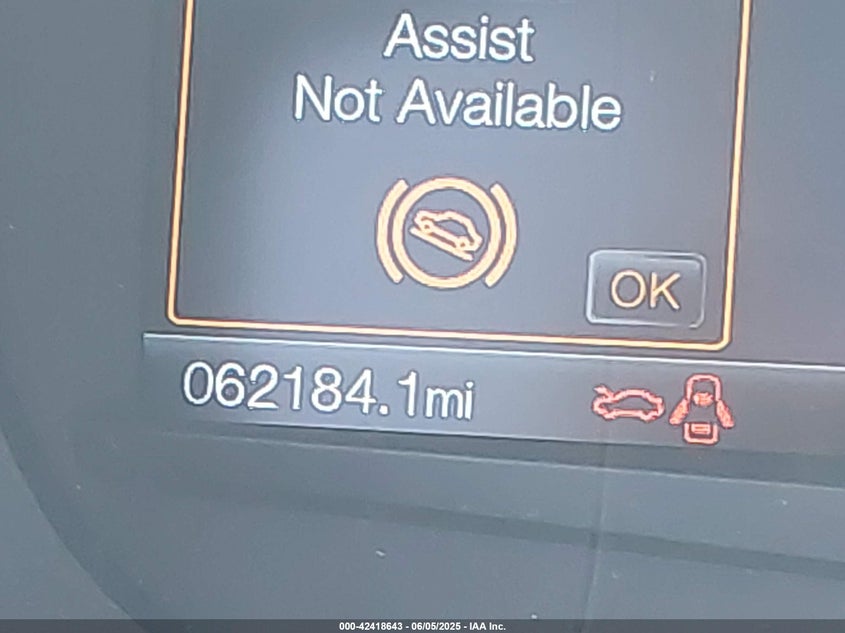 Assist
Not Available
OK
062184.1mi
000-42418643 - 06/05/2025 - IAA Inc.